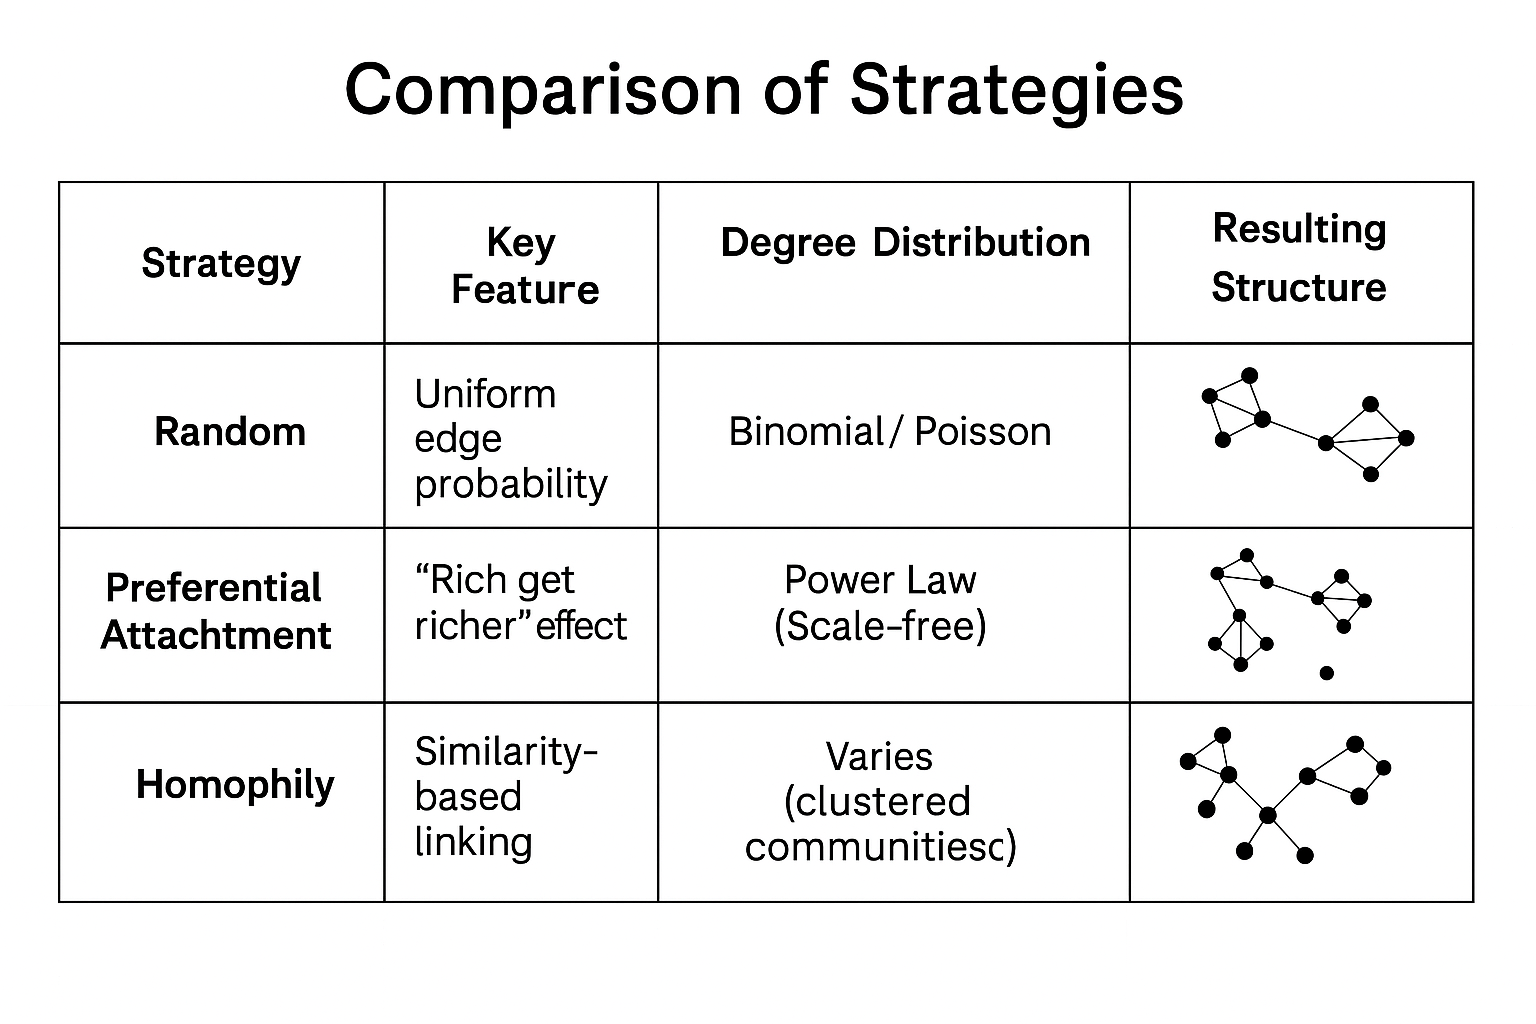 Comparison of Strategies
Strategy
Key
Feature
Degree Distribution
Resulting
Structure
Random
Uniform
edge
probability
Binomial / Poisson
Preferential
Attachtment
“Rich get
richer” effect
Power Law
(Scale-free)
Homophily
Similarity-
based
linking
Varies
(clustered
communitiesc)